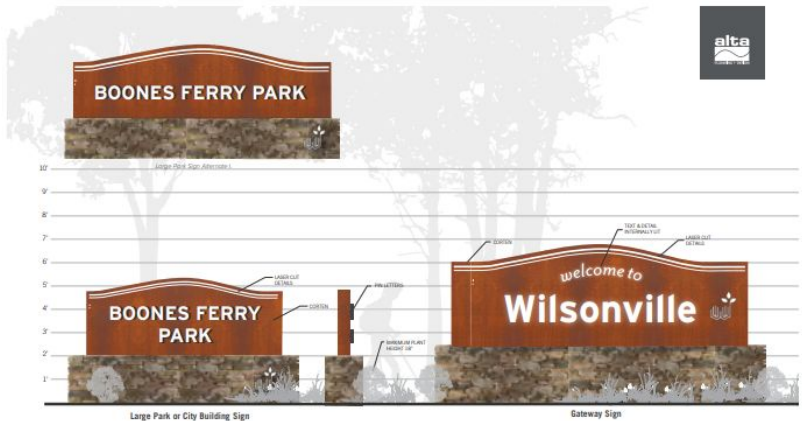 alta
BOONES FERRY PARK
Large Park Sign Alternate
10'
9'
8'
7'
6'
5'
4'
3'
2'
1'
TEXT & DETAIL
INTERNALLY LIT
CORTEN
LASER CUT
DETAILS
welcome to
Wilsonville
LASER CUT
DETAILS
PIN LETTERS
CORTEN
BOONES FERRY
PARK
MINIMUM PLANT
HEIGHT
Large Park or City Building Sign
Gateway Sign